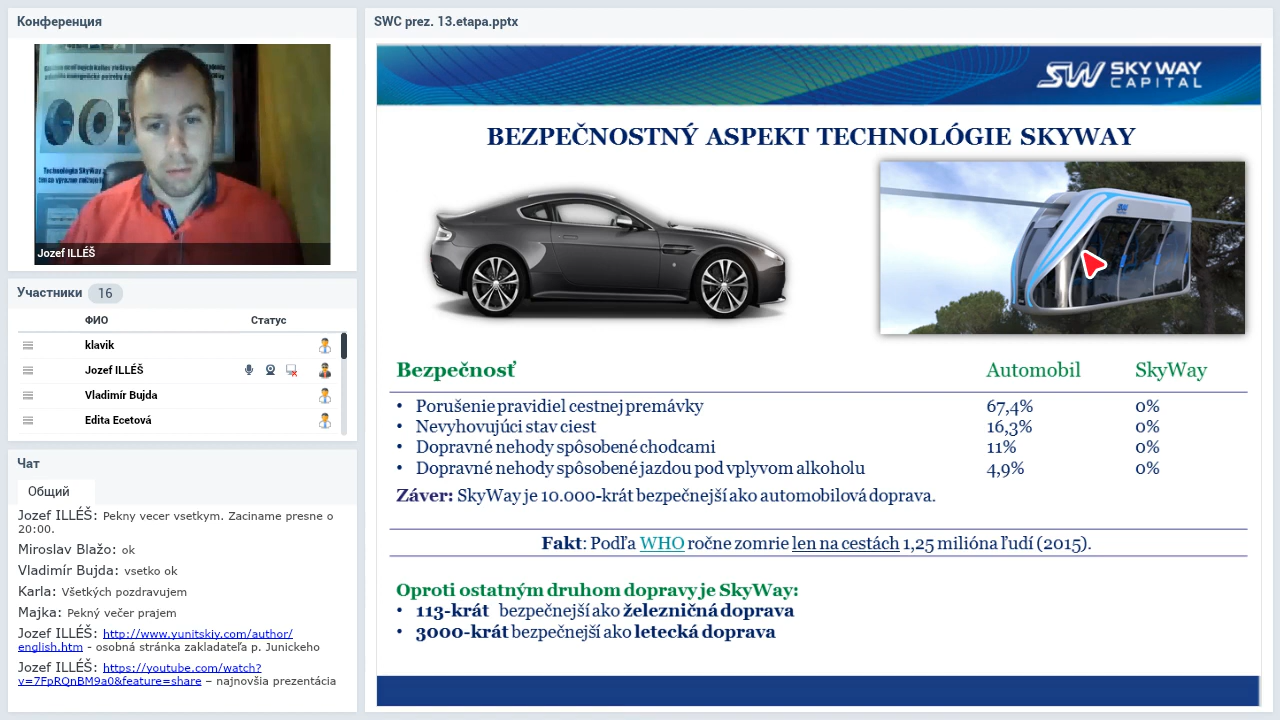 Конференция
Jozef ILLÉŠ
Участники 16
ФИО Статус
klavik
Jozef ILLÉŠ
Vladimír Bujda
Edita Ecetová
Чат
Общий
Jozef ILLÉŠ: Pekny vecer vsetkym. Zaciname presne o
20:00.
Miroslav Blažo: ok
Vladimír Bujda: vsetko ok
Karla: Všetkých pozdravujem
Majka: Pekný večer prajem
Jozef ILLÉŠ: http://www.yunitskiy.com/author/
english.htm - osobná stránka zakladateľa p. Junickeho
Jozef ILLÉŠ: https://youtube.com/watch?
v=7FpRQnBM9a0&feature=share – najnovšia prezentácia
SWC prez. 13.etapa.pptx
SW SKY WAY
CAPITAL
BEZPEČNOSTNÝ ASPEKT TECHNOLÓGIE SKYWAY
Bezpečnosť Automobil SkyWay
• Porušenie pravidiel cestnej premávky 67,4% 0%
• Nevyhovujúci stav ciest 16,3% 0%
• Dopravné nehody spôsobené chodcami 11% 0%
• Dopravné nehody spôsobené jazdou pod vplyvom alkoholu 4,9% 0%
Záver: SkyWay je 10.000-krát bezpečnejší ako automobilová doprava.
Fakt: Podľa WHO ročne zomrie len na cestách 1,25 milióna ľudí (2015).
Oproti ostatným druhom dopravy je SkyWay:
• 113-krát bezpečnejší ako železničná doprava
• 3000-krát bezpečnejší ako letecká doprava